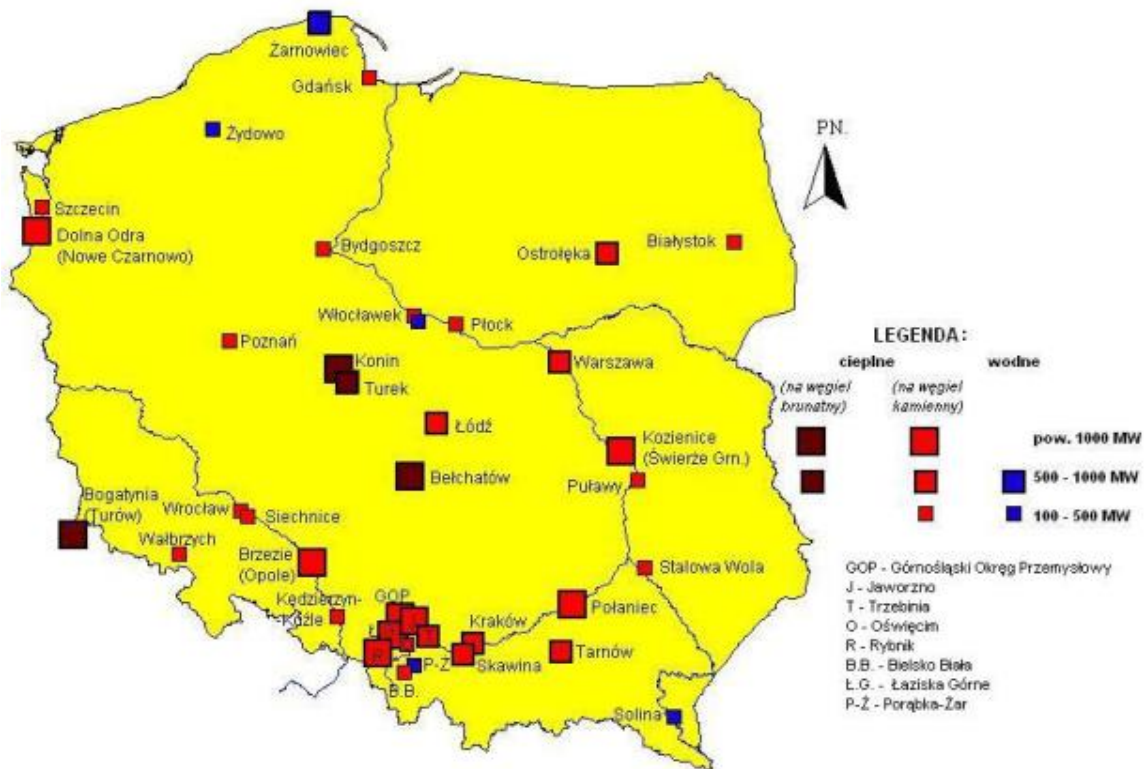 Żarnowiec
Gdańsk
PN.
Żydowo
Szczecin
Dolna Odra
(Nowe Czarnowo)
Bydgoszcz
Ostrołęka
Białystok
Włocławek
Płock
Poznań
Warszawa
Konin
Turek
Łódź
Kozienice
(Świerże Grn.)
Bełchatów
Puławy
Bogatynia
(Turów)
Wrocław
Siechnice
Wałbrzych
Brzezie
(Opole)
Stalowa Wola
Kędzierzyn-
Koźle
GOP
Połaniec
Kraków
Ł
T
R
Skawina
Tarnów
P-Ż
B.B.
Solina
LEGENDA:
cieplne wodne
(na węgiel (na węgiel
brunatny) kamienny)
pow. 1000 MW
500 - 1000 MW
100 - 500 MW
GOP - Górnośląski Okręg Przemysłowy
J - Jaworzno
T - Trzebinia
O - Oświęcim
R - Rybnik
B.B. - Bielsko Biała
Ł.G. - Łaziska Górne
P-Ż - Porąbka-Żar